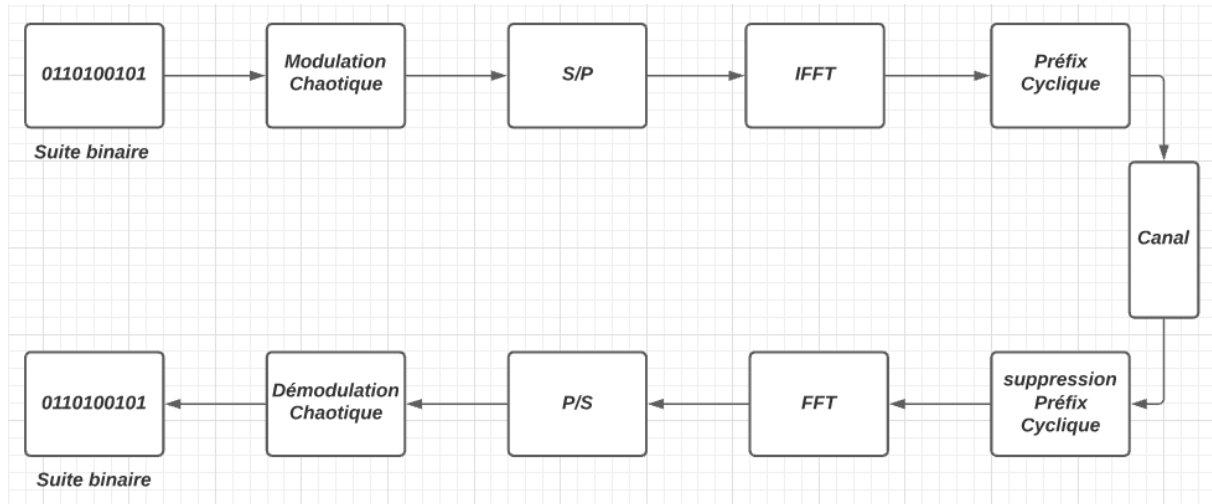 0110100101
Modulation
Chaotique
S/P
IFFT
Préfix
Cyclique
Suite binaire
Canal
0110100101
Démodulation
Chaotique
P/S
FFT
suppression
Préfix
Cyclique
Suite binaire